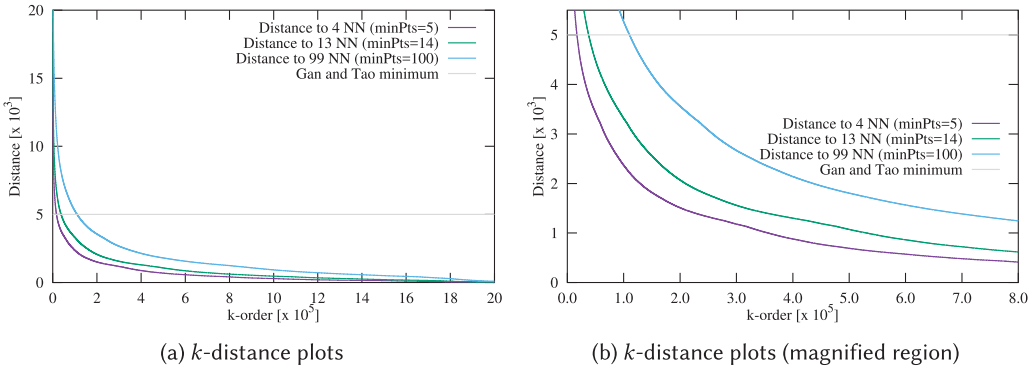 20
15
10
5
0
Distance [x 10³]
Distance to 4 NN (minPts=5)
Distance to 13 NN (minPts=14)
Distance to 99 NN (minPts=100)
Gan and Tao minimum
0 2 4 6 8 10 12 14 16 18 20
k-order [x 10⁵]
(a) k-distance plots
5
4
3
2
1
0
Distance [x 10³]
Distance to 4 NN (minPts=5)
Distance to 13 NN (minPts=14)
Distance to 99 NN (minPts=100)
Gan and Tao minimum
0.0 1.0 2.0 3.0 4.0 5.0 6.0 7.0 8.0
k-order [x 10⁵]
(b) k-distance plots (magnified region)